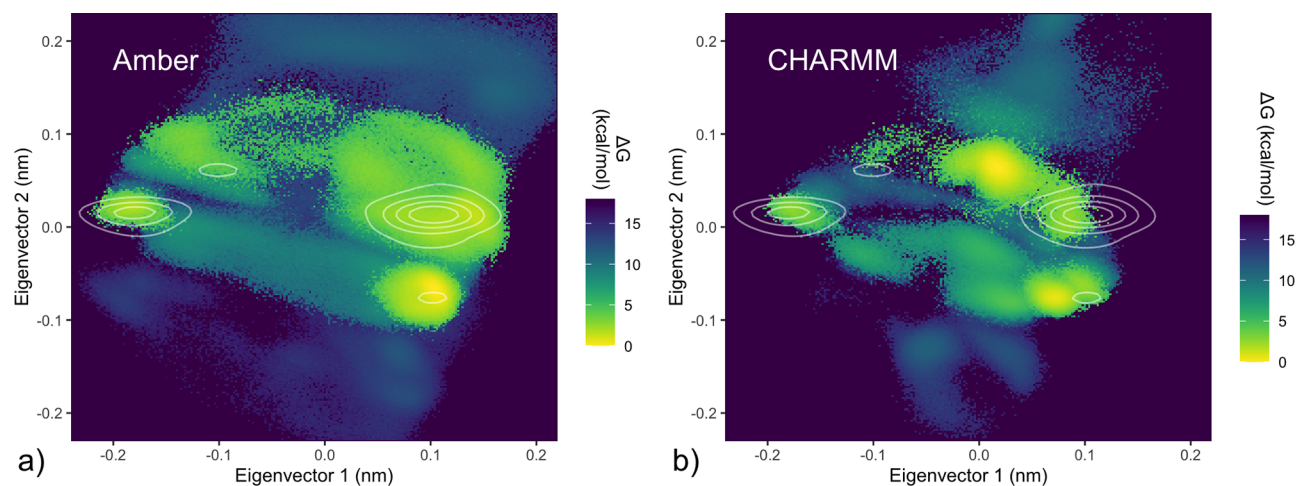 Amber
0.2
0.1
0.0
-0.1
-0.2
Eigenvector 2 (nm)
-0.2
-0.1
0.0
0.1
0.2
Eigenvector 1 (nm)
a)
ΔG
(kcal/mol)
15
10
5
0
CHARMM
0.2
0.1
0.0
-0.1
-0.2
Eigenvector 2 (nm)
-0.2
-0.1
0.0
0.1
0.2
Eigenvector 1 (nm)
b)
ΔG (kcal/mol)
15
10
5
0